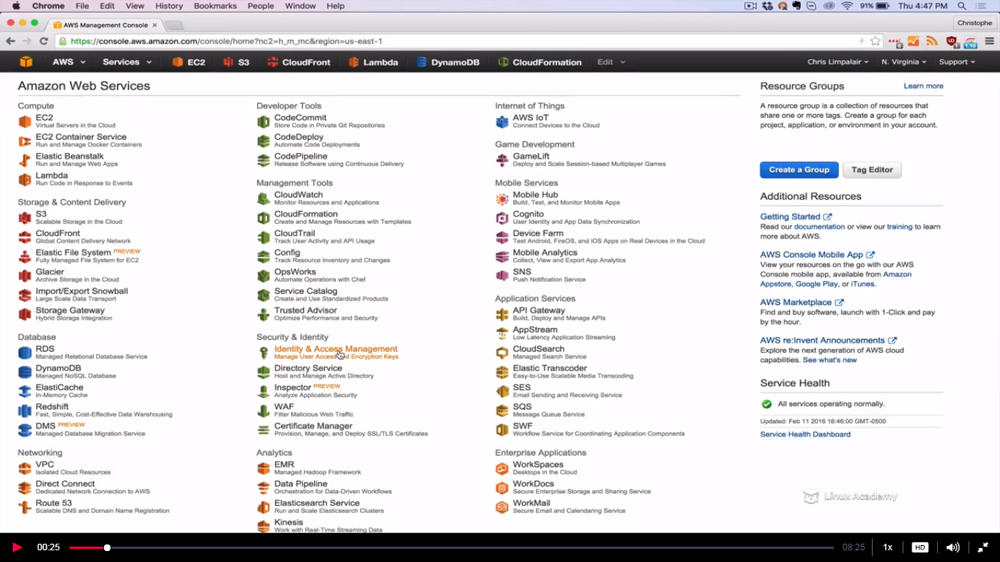 Chrome File Edit View History Bookmarks People Window Help 91% Thu 4:47 PM
AWS Management Console Christophe
https://console.aws.amazon.com/console/home?nc2=h_m_mc&region=us-east-1
AWS Services EC2 S3 CloudFront Lambda DynamoDB CloudFormation Edit Chris Limpalair N. Virginia Support
Amazon Web Services
Compute
EC2
Virtual Servers in the Cloud
EC2 Container Service
Run and Manage Docker Containers
Elastic Beanstalk
Run and Manage Web Apps
Lambda
Run Code in Response to Events
Storage & Content Delivery
S3
Scalable Storage in the Cloud
CloudFront
Global Content Delivery Network
Elastic File System PREVIEW
Fully Managed File System for EC2
Glacier
Archive Storage in the Cloud
Import/Export Snowball
Large Scale Data Transport
Storage Gateway
Hybrid Storage Integration
Database
RDS
Managed Relational Database Service
DynamoDB
Managed NoSQL Database
ElastiCache
In-Memory Cache
Redshift
Fast, Simple, Cost-Effective Data Warehousing
DMS PREVIEW
Managed Database Migration Service
Networking
VPC
Isolated Cloud Resources
Direct Connect
Dedicated Network Connection to AWS
Route 53
Scalable DNS and Domain Name Registration
Developer Tools
CodeCommit
Store Code in Private Git Repositories
CodeDeploy
Automate Code Deployments
CodePipeline
Release Software using Continuous Delivery
Management Tools
CloudWatch
Monitor Resources and Applications
CloudFormation
Create and Manage Resources with Templates
CloudTrail
Track User Activity and API Usage
Config
Track Resource Inventory and Changes
OpsWorks
Automate Operations with Chef
Service Catalog
Create and Use Standardized Products
Trusted Advisor
Optimize Performance and Security
Security & Identity
Identity & Access Management
Manage User Access and Encryption Keys
Directory Service
Host and Manage Active Directory
Inspector PREVIEW
Analyze Application Security
WAF
Filter Malicious Web Traffic
Certificate Manager
Provision, Manage, and Deploy SSL/TLS Certificates
Analytics
EMR
Managed Hadoop Framework
Data Pipeline
Orchestration for Data-Driven Workflows
Elasticsearch Service
Run and Scale Elasticsearch Clusters
Kinesis
Work with Real-Time Streaming Data
Internet of Things
AWS IoT
Connect Devices to the Cloud
Game Development
GameLift
Deploy and Scale Session-based Multiplayer Games
Mobile Services
Mobile Hub
Build, Test, and Monitor Mobile Apps
Cognito
User Identity and App Data Synchronization
Device Farm
Test Android, FireOS, and iOS Apps on Real Devices in the Cloud
Mobile Analytics
Collect, View and Export App Analytics
SNS
Push Notification Service
Application Services
API Gateway
Build, Deploy and Manage APIs
AppStream
Low Latency Application Streaming
CloudSearch
Managed Search Service
Elastic Transcoder
Easy-to-Use Scalable Media Transcoding
SES
Email Sending and Receiving Service
SQS
Message Queue Service
SWF
Workflow Service for Coordinating Application Components
Enterprise Applications
WorkSpaces
Desktops in the Cloud
WorkDocs
Secure Enterprise Storage and Sharing Service
WorkMail
Secure Email and Calendaring Service
Resource Groups Learn more
A resource group is a collection of resources that
share one or more tags. Create a group for each
project, application, or environment in your account.
Create a Group Tag Editor
Additional Resources
Getting Started
Read our documentation or view our training to learn
more about AWS.
AWS Console Mobile App
View your resources on the go with our AWS
Console mobile app, available from Amazon
Appstore, Google Play, or iTunes.
AWS Marketplace
Find and buy software, launch with 1-Click and pay
by the hour.
AWS re:Invent Announcements
Explore the next generation of AWS cloud
capabilities. See what's new
Service Health
All services operating normally.
Updated: Feb 11 2016 16:46:00 GMT-0500
Service Health Dashboard
Linux Academy
00:25 08:25 1x HD